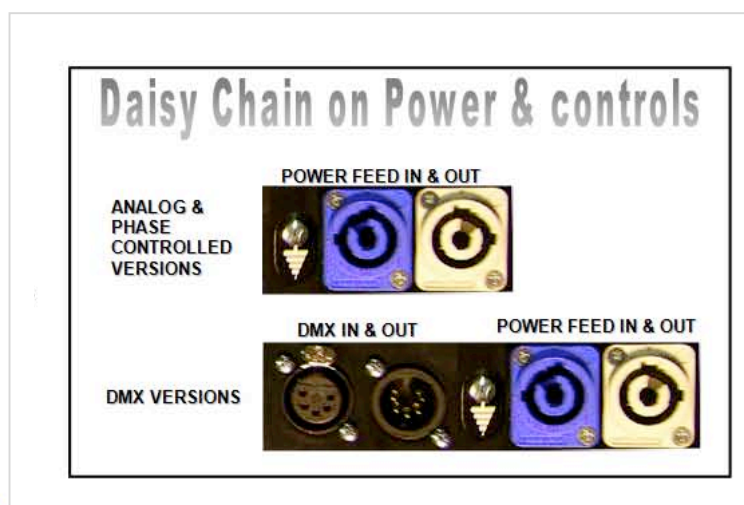 Daisy Chain on Power & controls
POWER FEED IN & OUT
ANALOG &
PHASE
CONTROLLED
VERSIONS
DMX IN & OUT
POWER FEED IN & OUT
DMX VERSIONS